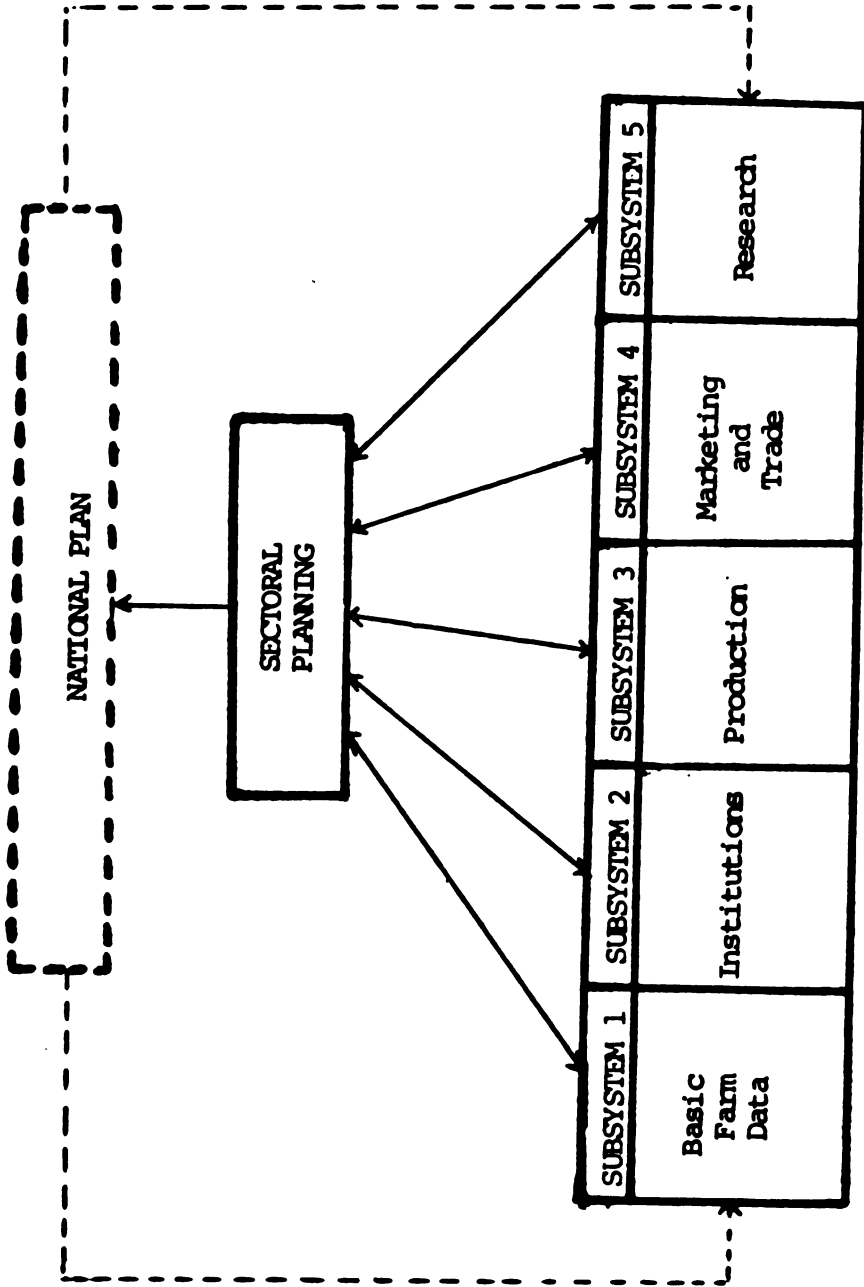 NATIONAL PLAN
SECTORAL
PLANNING
SUBSYSTEM 1
Basic
Farm
Data
SUBSYSTEM 2
Institutions
SUBSYSTEM 3
Production
SUBSYSTEM 4
Marketing
and
Trade
SUBSYSTEM 5
Research